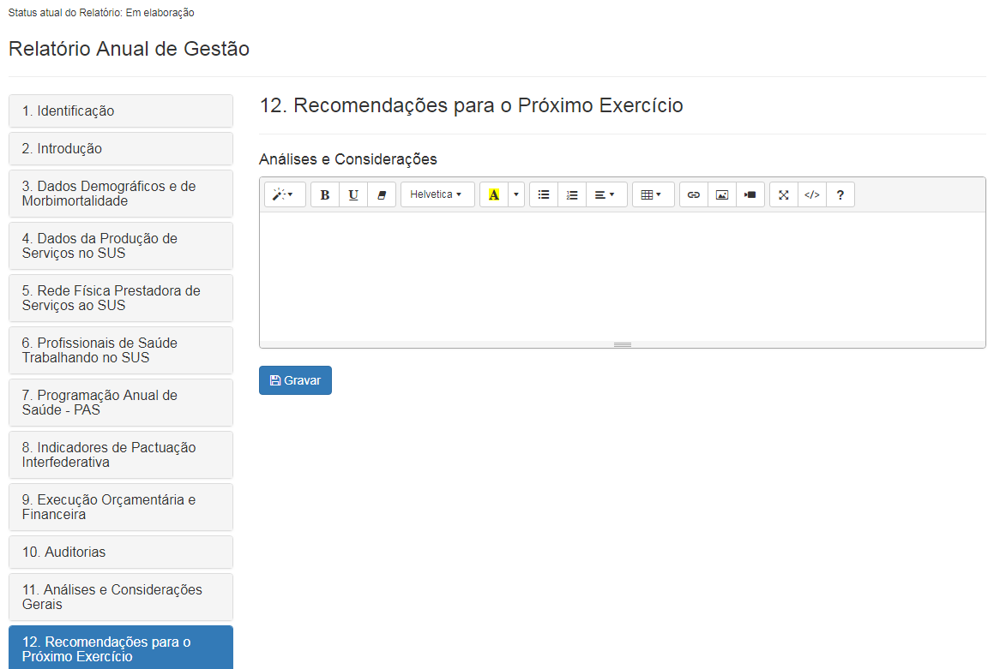 Status atual do Relatório: Em elaboração
Relatório Anual de Gestão
1. Identificação
2. Introdução
3. Dados Demográficos e de
Morbimortalidade
4. Dados da Produção de
Serviços no SUS
5. Rede Física Prestadora de
Serviços ao SUS
6. Profissionais de Saúde
Trabalhando no SUS
7. Programação Anual de
Saúde - PAS
8. Indicadores de Pactuação
Interfederativa
9. Execução Orçamentária e
Financeira
10. Auditorias
11. Análises e Considerações
Gerais
12. Recomendações para o
Próximo Exercício
12. Recomendações para o Próximo Exercício
Análises e Considerações
B U Helvetica A </> ?
Gravar